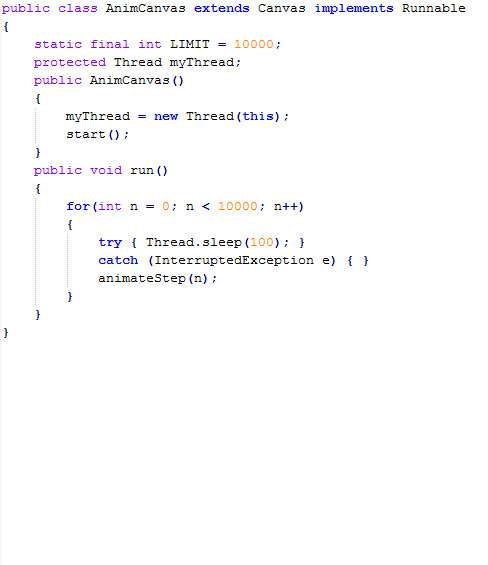 public class AnimCanvas extends Canvas implements Runnable
{
static final int LIMIT = 10000;
protected Thread myThread;
public AnimCanvas()
{
myThread = new Thread(this);
start();
}
public void run()
{
for(int n = 0; n < 10000; n++)
{
try { Thread.sleep(100); }
catch (InterruptedException e) { }
animateStep(n);
}
}
}